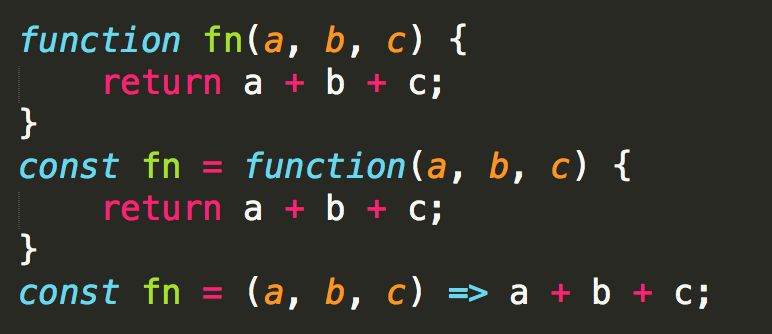 function fn(a, b, c) {
    return a + b + c;
}
const fn = function(a, b, c) {
    return a + b + c;
}
const fn = (a, b, c) => a + b + c;